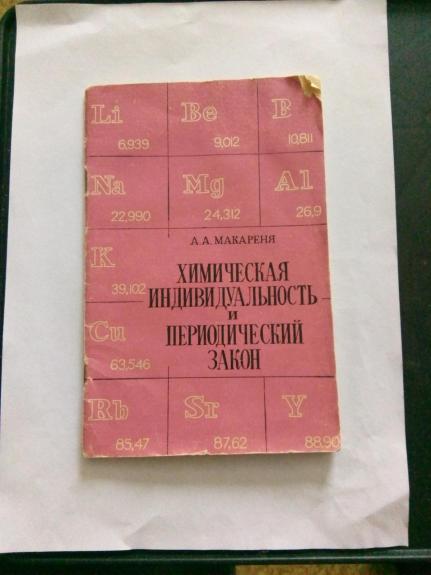 Li Be B
6,939 9,012 10,811
Na Mg Al
22,990 24,312 26,9
А.А. МАКАРЕНЯ
K
ХИМИЧЕСКАЯ
39,102
ИНДИВИДУАЛЬНОСТЬ
И
Cu
ПЕРИОДИЧЕСКИЙ
ЗАКОН
63,546
Rb Sr Y
85,47 87,62 88,90